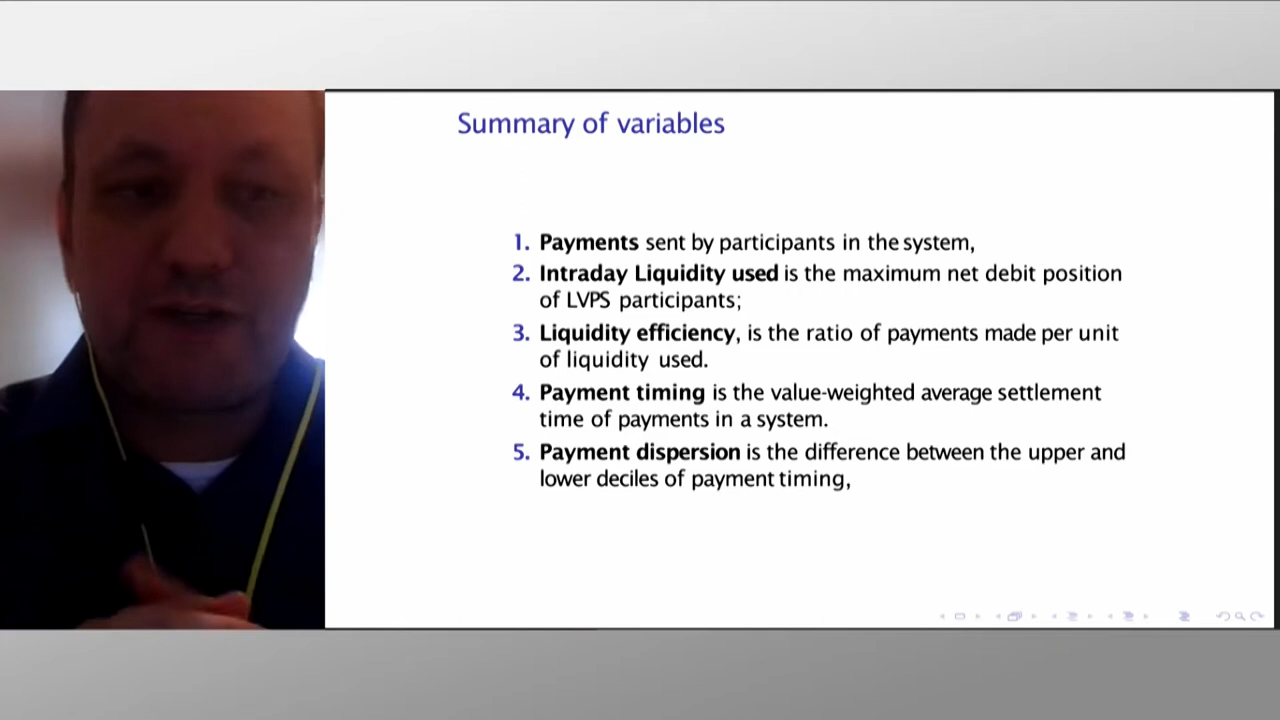 Summary of variables
1. Payments sent by participants in the system,
2. Intraday Liquidity used is the maximum net debit position
of LVPS participants;
3. Liquidity efficiency, is the ratio of payments made per unit
of liquidity used.
4. Payment timing is the value-weighted average settlement
time of payments in a system.
5. Payment dispersion is the difference between the upper and
lower deciles of payment timing,